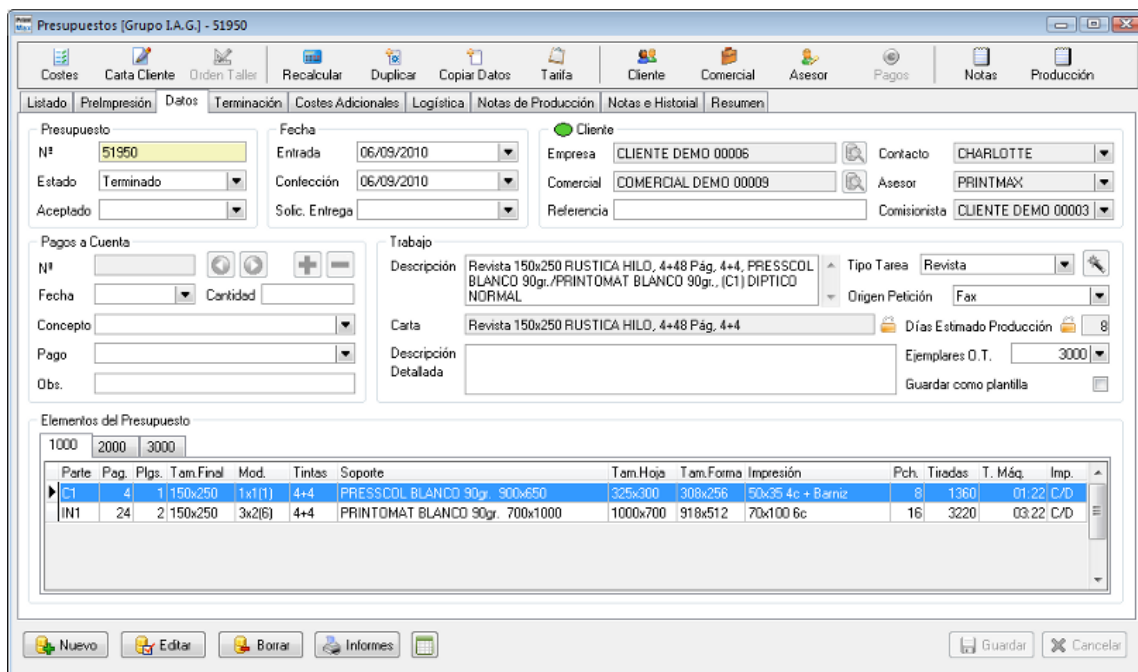 Presupuestos [Grupo I.A.G.] - 51950
Costes Carta Cliente Orden Taller Recalcular Duplicar Copiar Datos Tarifa Cliente Comercial Asesor Pagos Notas Producción
Listado PreImpresión Datos Terminación Costes Adicionales Logística Notas de Producción Notas e Historial Resumen
Presupuesto
Nº 51950
Estado Terminado
Aceptado
Fecha
Entrada 06/09/2010
Confección 06/09/2010
Solic. Entrega
Cliente
Empresa CLIENTE DEMO 00006 Contacto CHARLOTTE
Comercial COMERCIAL DEMO 00009 Asesor PRINTMAX
Referencia Comisionista CLIENTE DEMO 00003
Pagos a Cuenta
Nº
Fecha Cantidad
Concepto
Pago
Obs.
Trabajo
Descripción Revista 150x250 RUSTICA HILO, 4+48 Pág, 4+4, PRESSCOL
BLANCO 90gr./PRINTOMAT BLANCO 90gr., (C1) DIPTICO
NORMAL
Tipo Tarea Revista
Origen Petición Fax
Carta Revista 150x250 RUSTICA HILO, 4+48 Pág, 4+4 Días Estimado Producción 8
Descripción
Detallada
Ejemplares O.T. 3000
Guardar como plantilla
Elementos del Presupuesto
1000 2000 3000
Parte Pag. Plgs. Tam.Final Mod. Tintas Soporte Tam.Hoja Tam.Forma Impresión Pch. Tiradas T. Máq. Imp.
C1 4 1 150x250 1x1(1) 4+4 PRESSCOL BLANCO 90gr. 900x650 325x300 308x256 50x35 4c + Barniz 8 1360 01:22 C/D
IN1 24 2 150x250 3x2(6) 4+4 PRINTOMAT BLANCO 90gr. 700x1000 1000x700 918x512 70x100 6c 16 3220 03:22 C/D
Nuevo Editar Borrar Informes Guardar Cancelar